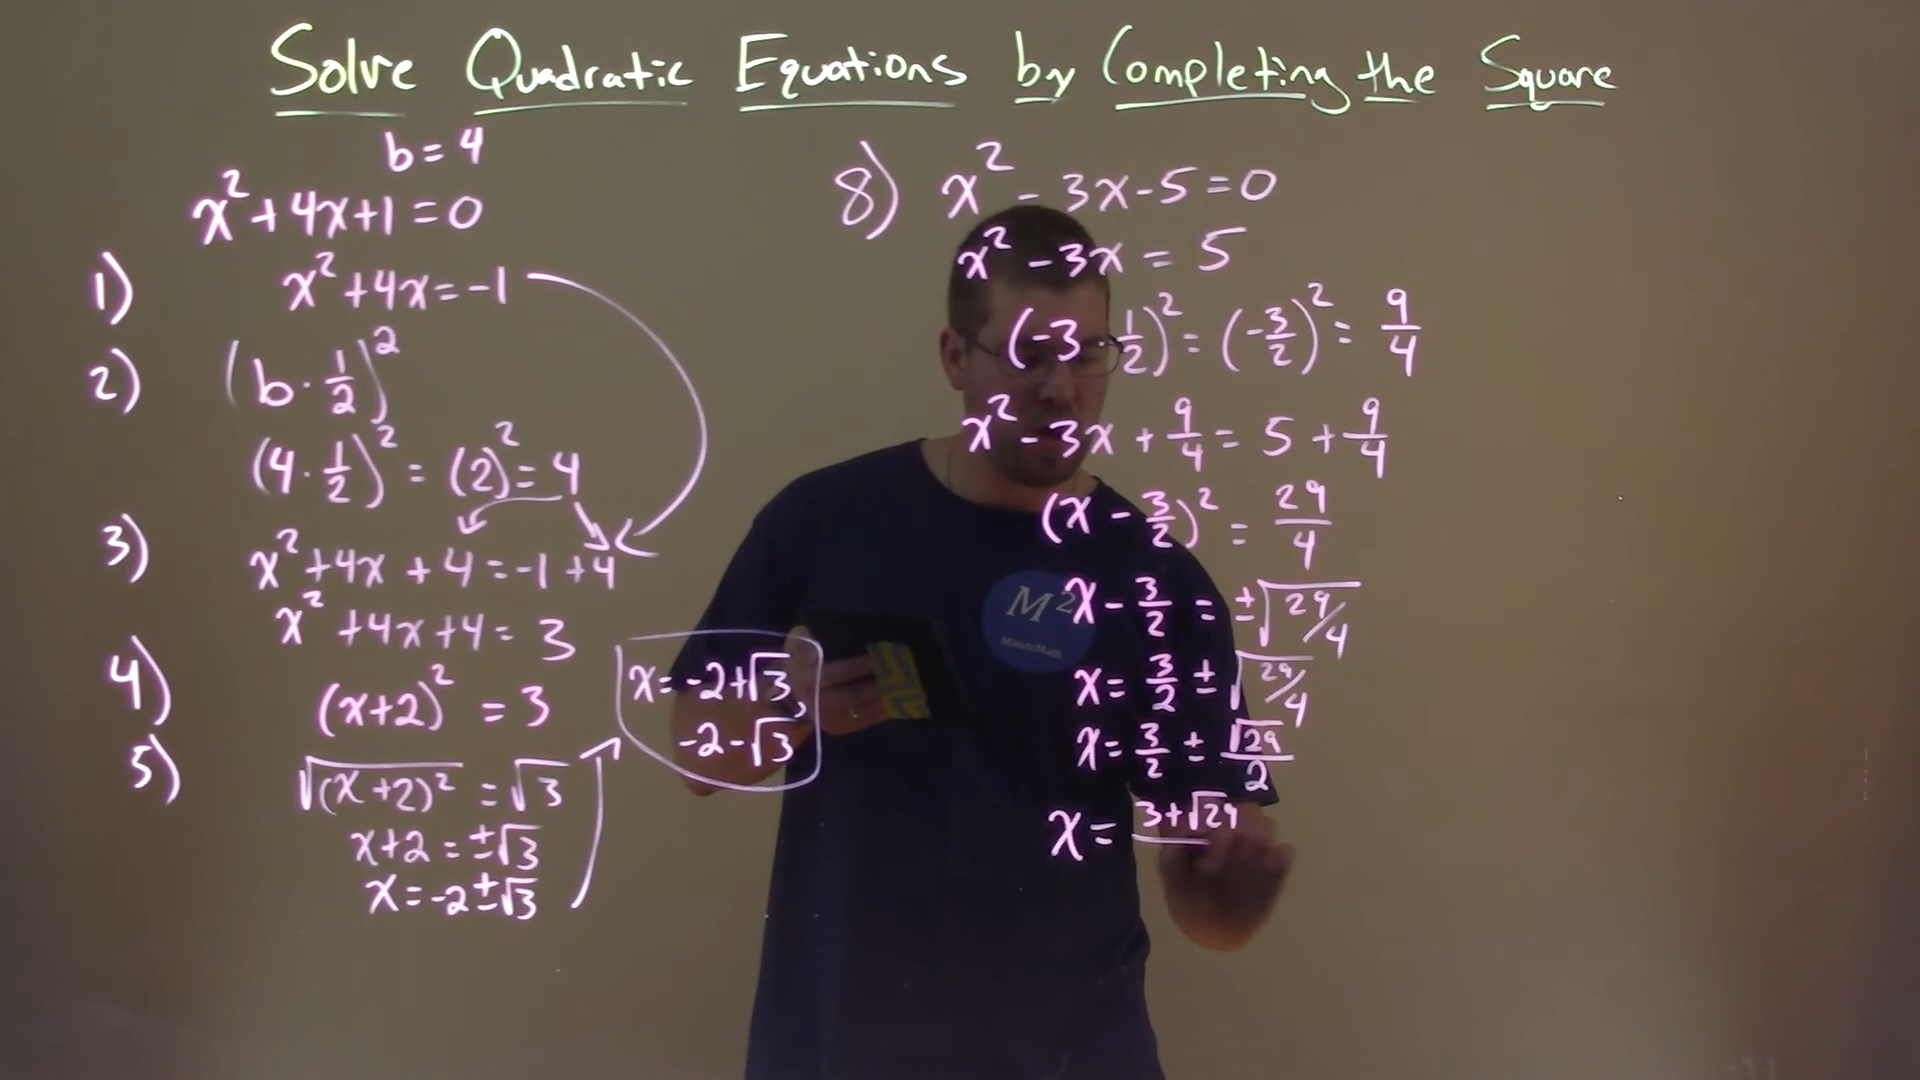 Solve Quadratic Equations by Completing the Square
b = 4
x² + 4x + 1 = 0
1) x² + 4x = -1
2) (b · 1/2)²
(4 · 1/2)² = (2)² = 4
3) x² + 4x + 4 = -1 + 4
x² + 4x + 4 = 3
4) (x+2)² = 3
5) √(x+2)² = √3
x + 2 = ±√3
x = -2 ± √3
x = -2+√3,
-2-√3
8) x² - 3x - 5 = 0
x² - 3x = 5
(-3 · 1/2)² = (-3/2)² = 9/4
x² - 3x + 9/4 = 5 + 9/4
(x - 3/2)² = 29/4
x - 3/2 = ±√29/4
x = 3/2 ± √29/4
x = 3/2 ± √29/2
x = 3+√29
M²
MinuteMath